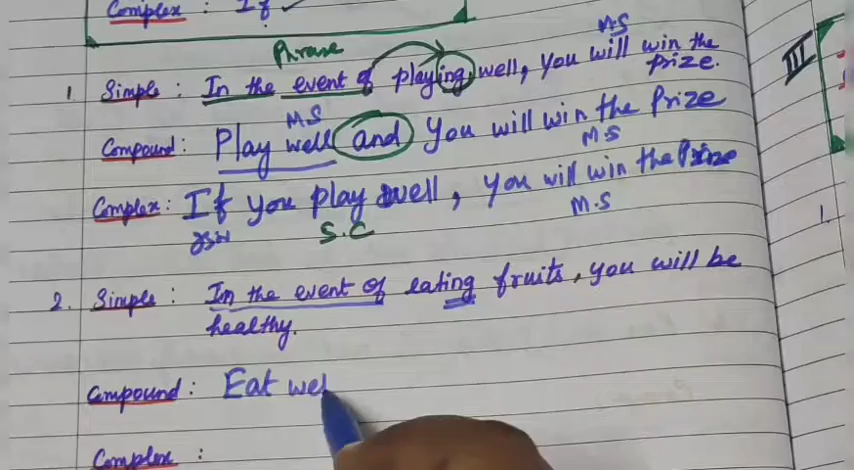 Complex : If
Phrase
M.S
1. Simple : In the event of playing well, you will win the
prize.
III
M S
Compound : Play well and you will win the Prize
M.S
Complex : If you play well, you will win the Prize
M.S
S.C
1.
2. Simple : In the event of eating fruits, you will be
healthy.
Compound : Eat wel
Complex :